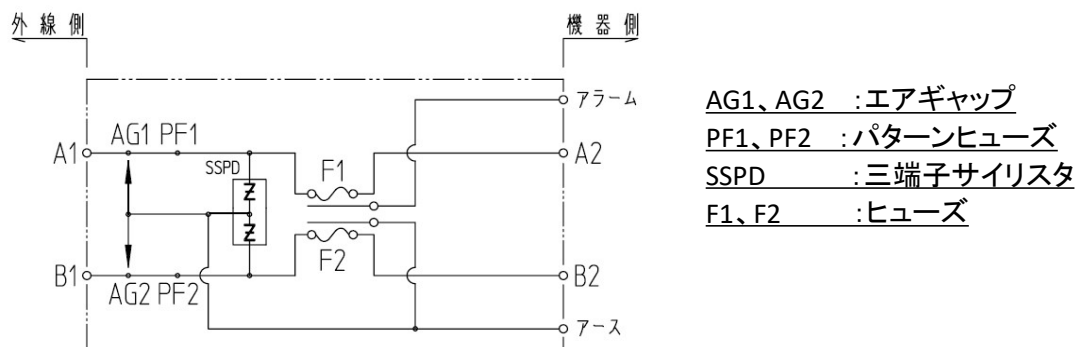 外線側
機器側
アラーム
AG1 PF1
A1
SSPD
F1
A2
F2
B1
B2
AG2 PF2
アース
AG1、AG2 :エアギャップ
PF1、PF2 :パターンヒューズ
SSPD :三端子サイリスタ
F1、F2 :ヒューズ